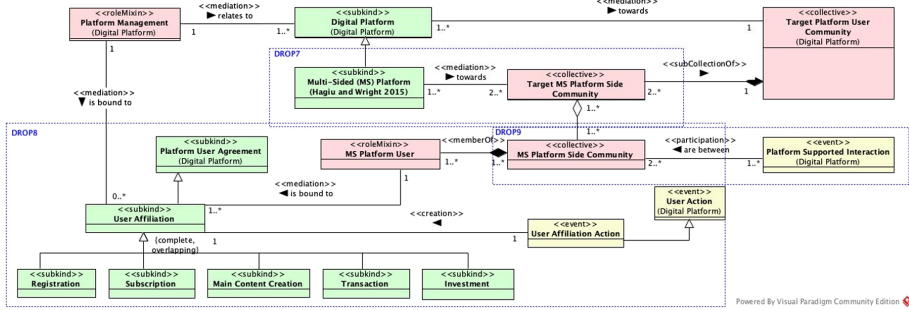 <<roleMixin>>
Platform Management
(Digital Platform)
<<mediation>>
relates to
1
1..*
<<subkind>>
Digital Platform
(Digital Platform)
<<mediation>>
towards
1..*
1
<<collective>>
Target Platform User
Community
(Digital Platform)
1
<<mediation>>
is bound to
0..*
DROP7
<<subkind>>
Multi-Sided (MS) Platform
(Hagiu and Wright 2015)
<<mediation>>
towards
1..*
2..*
<<collective>>
Target MS Platform Side
Community
<<subCollectionOf>>
2..*
1
1..*
1..*
DROP8
<<subkind>>
Platform User Agreement
(Digital Platform)
<<roleMixin>>
MS Platform User
<<memberOf>>
1..*
1..*
DROP9
<<collective>>
MS Platform Side Community
<<participation>>
are between
2..*
1..*
<<event>>
Platform Supported Interaction
(Digital Platform)
<<mediation>>
is bound to
1
1..*
<<subkind>>
User Affiliation
<<creation>>
1
1
<<event>>
User Affiliation Action
<<event>>
User Action
(Digital Platform)
{complete,
overlapping}
<<subkind>>
Registration
<<subkind>>
Subscription
<<subkind>>
Main Content Creation
<<subkind>>
Transaction
<<subkind>>
Investment
Powered By Visual Paradigm Community Edition